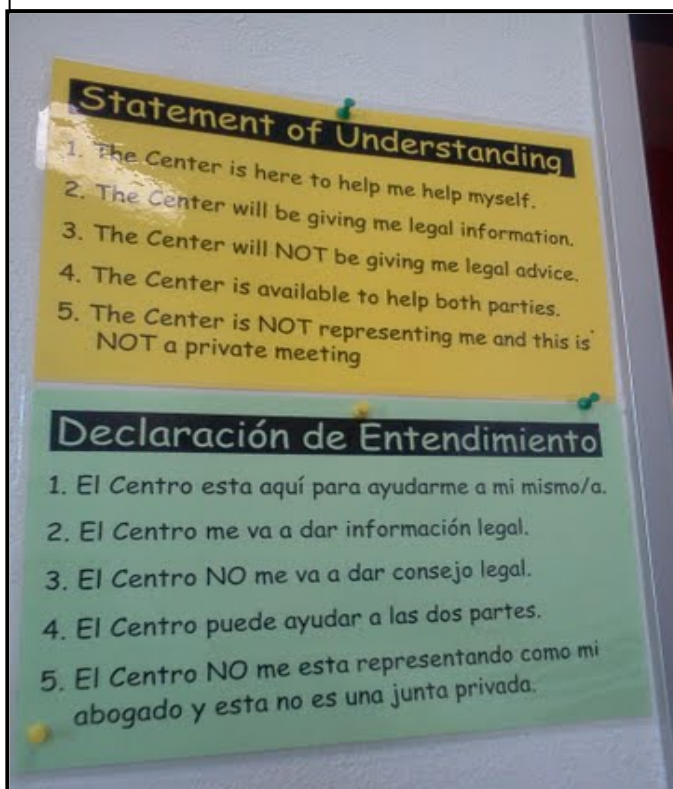 Statement of Understanding
1. The Center is here to help me help myself.
2. The Center will be giving me legal information.
3. The Center will NOT be giving me legal advice.
4. The Center is available to help both parties.
5. The Center is NOT representing me and this is
NOT a private meeting
Declaración de Entendimiento
1. El Centro esta aquí para ayudarme a mi mismo/a.
2. El Centro me va a dar información legal.
3. El Centro NO me va a dar consejo legal.
4. El Centro puede ayudar a las dos partes.
5. El Centro NO me esta representando como mi
abogado y esta no es una junta privada.